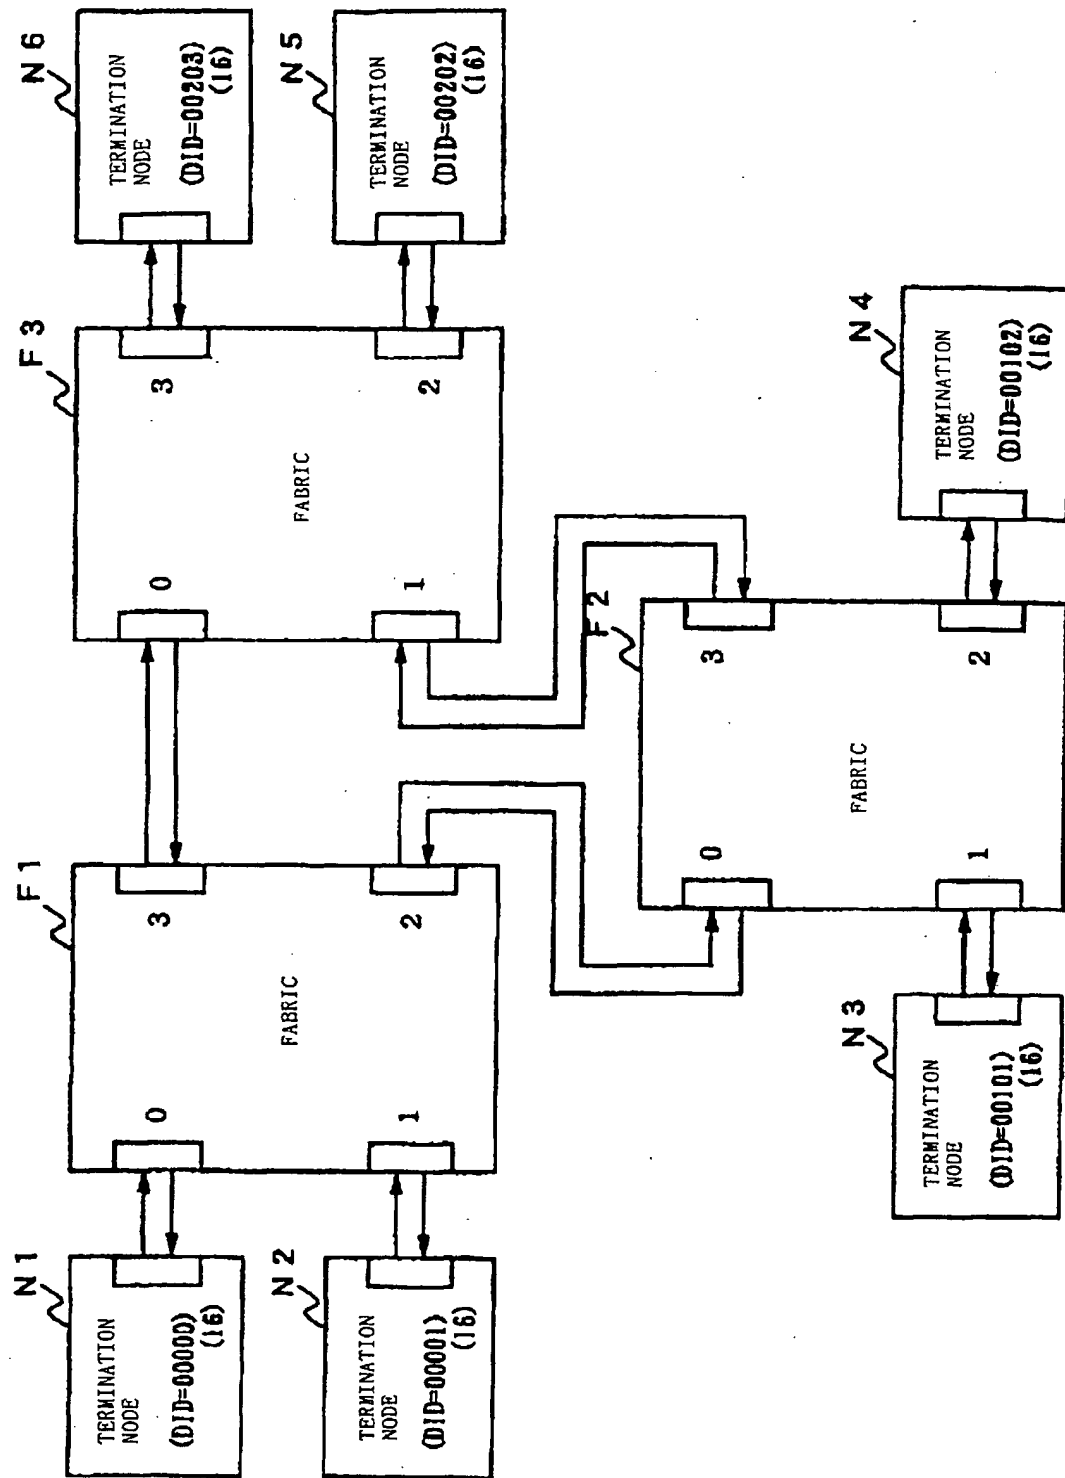 N1
TERMINATION
NODE
(DID=00000)
(16)
N2
TERMINATION
NODE
(DID=00001)
(16)
F1
0
1
FABRIC
3
2
F3
0
1
FABRIC
3
2
N6
TERMINATION
NODE
(DID=00203)
(16)
N5
TERMINATION
NODE
(DID=00202)
(16)
N3
TERMINATION
NODE
(DID=00101)
(16)
F2
0
1
FABRIC
3
2
N4
TERMINATION
NODE
(DID=00102)
(16)